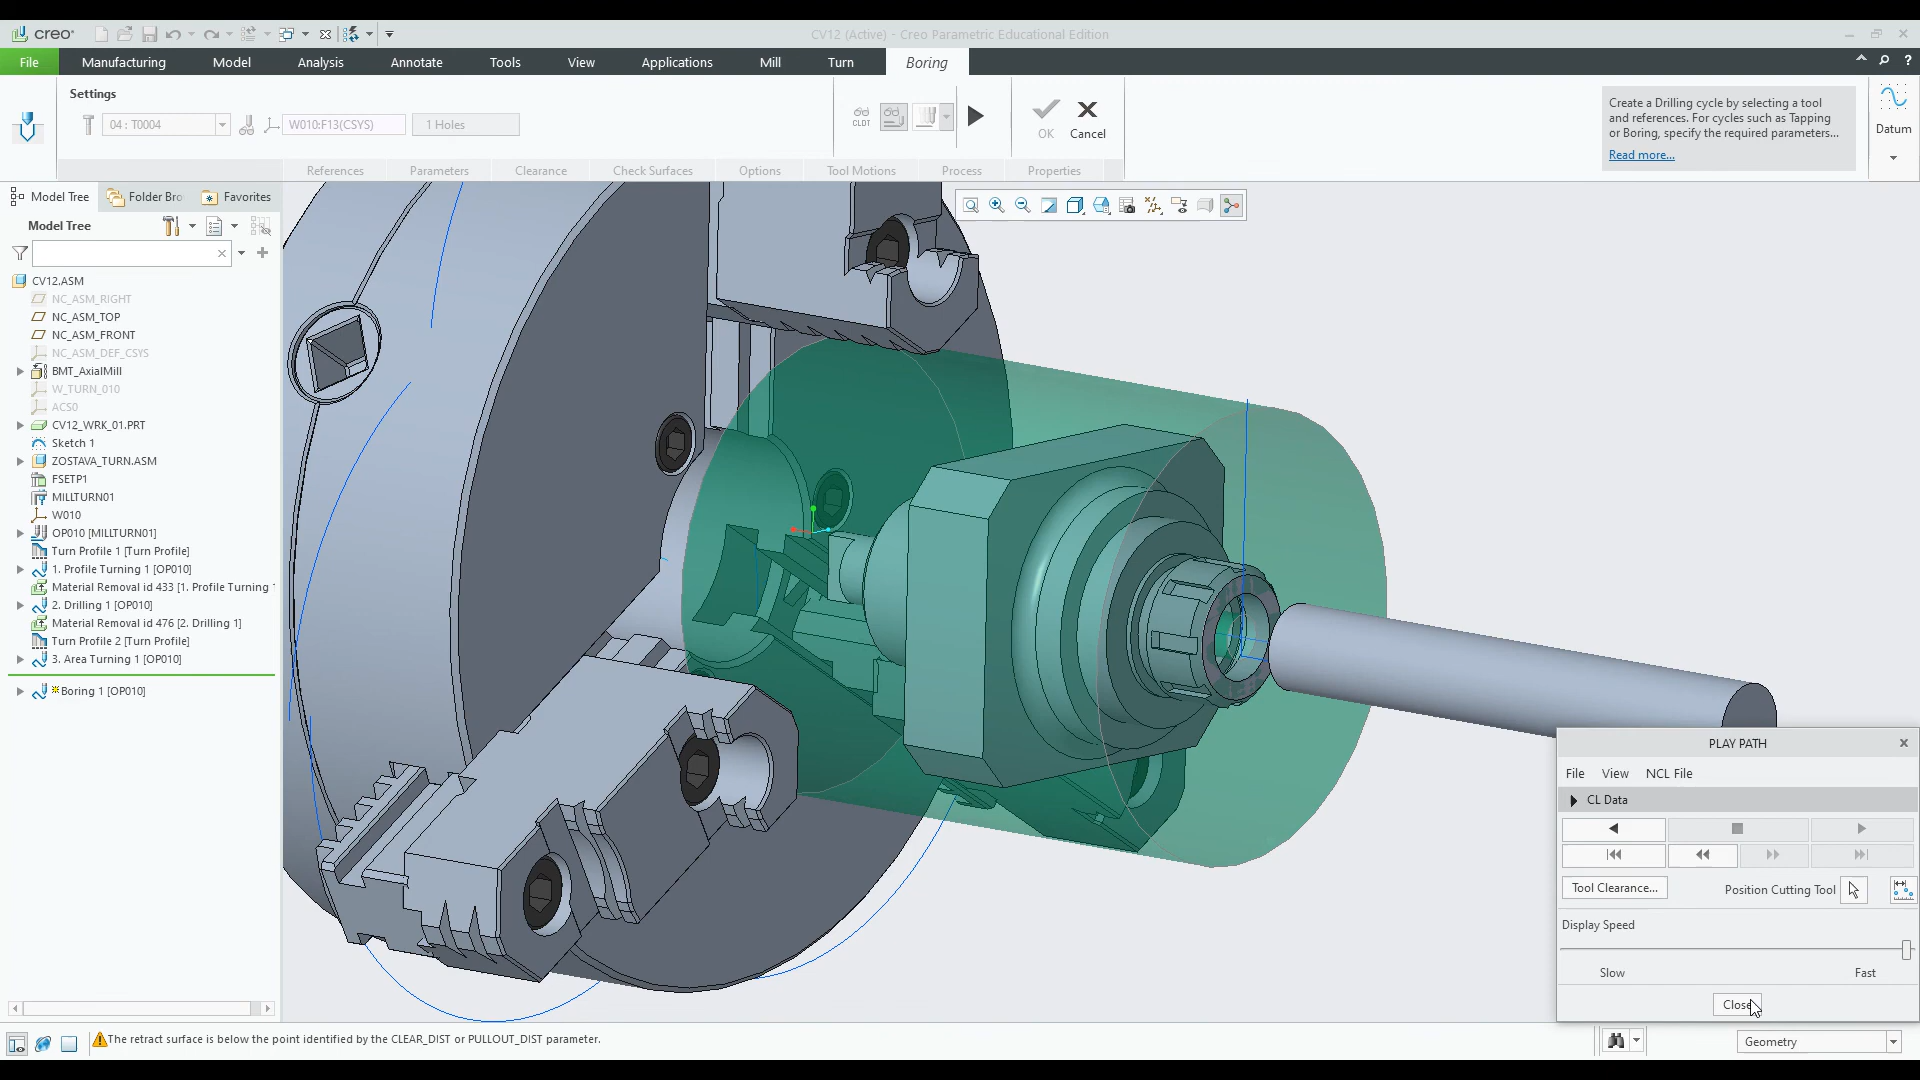 creo
CV12 (Active) - Creo Parametric Educational Edition
File
Manufacturing
Model
Analysis
Annotate
Tools
View
Applications
Mill
Turn
Boring
Settings
04 : T0004
W010:F13(CSYS)
1 Holes
CLDT
OK
Cancel
Create a Drilling cycle by selecting a tool
and references. For cycles such as Tapping
or Boring, specify the required parameters...
Read more...
Datum
References
Parameters
Clearance
Check Surfaces
Options
Tool Motions
Process
Properties
Model Tree
Folder Bro
Favorites
Model Tree
CV12.ASM
NC_ASM_RIGHT
NC_ASM_TOP
NC_ASM_FRONT
NC_ASM_DEF_CSYS
BMT_AxialMill
W_TURN_010
ACS0
CV12_WRK_01.PRT
Sketch 1
ZOSTAVA_TURN.ASM
FSETP1
MILLTURN01
W010
OP010 [MILLTURN01]
Turn Profile 1 [Turn Profile]
1. Profile Turning 1 [OP010]
Material Removal id 433 [1. Profile Turning
2. Drilling 1 [OP010]
Material Removal id 476 [2. Drilling 1]
Turn Profile 2 [Turn Profile]
3. Area Turning 1 [OP010]
Boring 1 [OP010]
PLAY PATH
File
View
NCL File
CL Data
Tool Clearance...
Position Cutting Tool
Display Speed
Slow
Fast
Close
The retract surface is below the point identified by the CLEAR_DIST or PULLOUT_DIST parameter.
Geometry